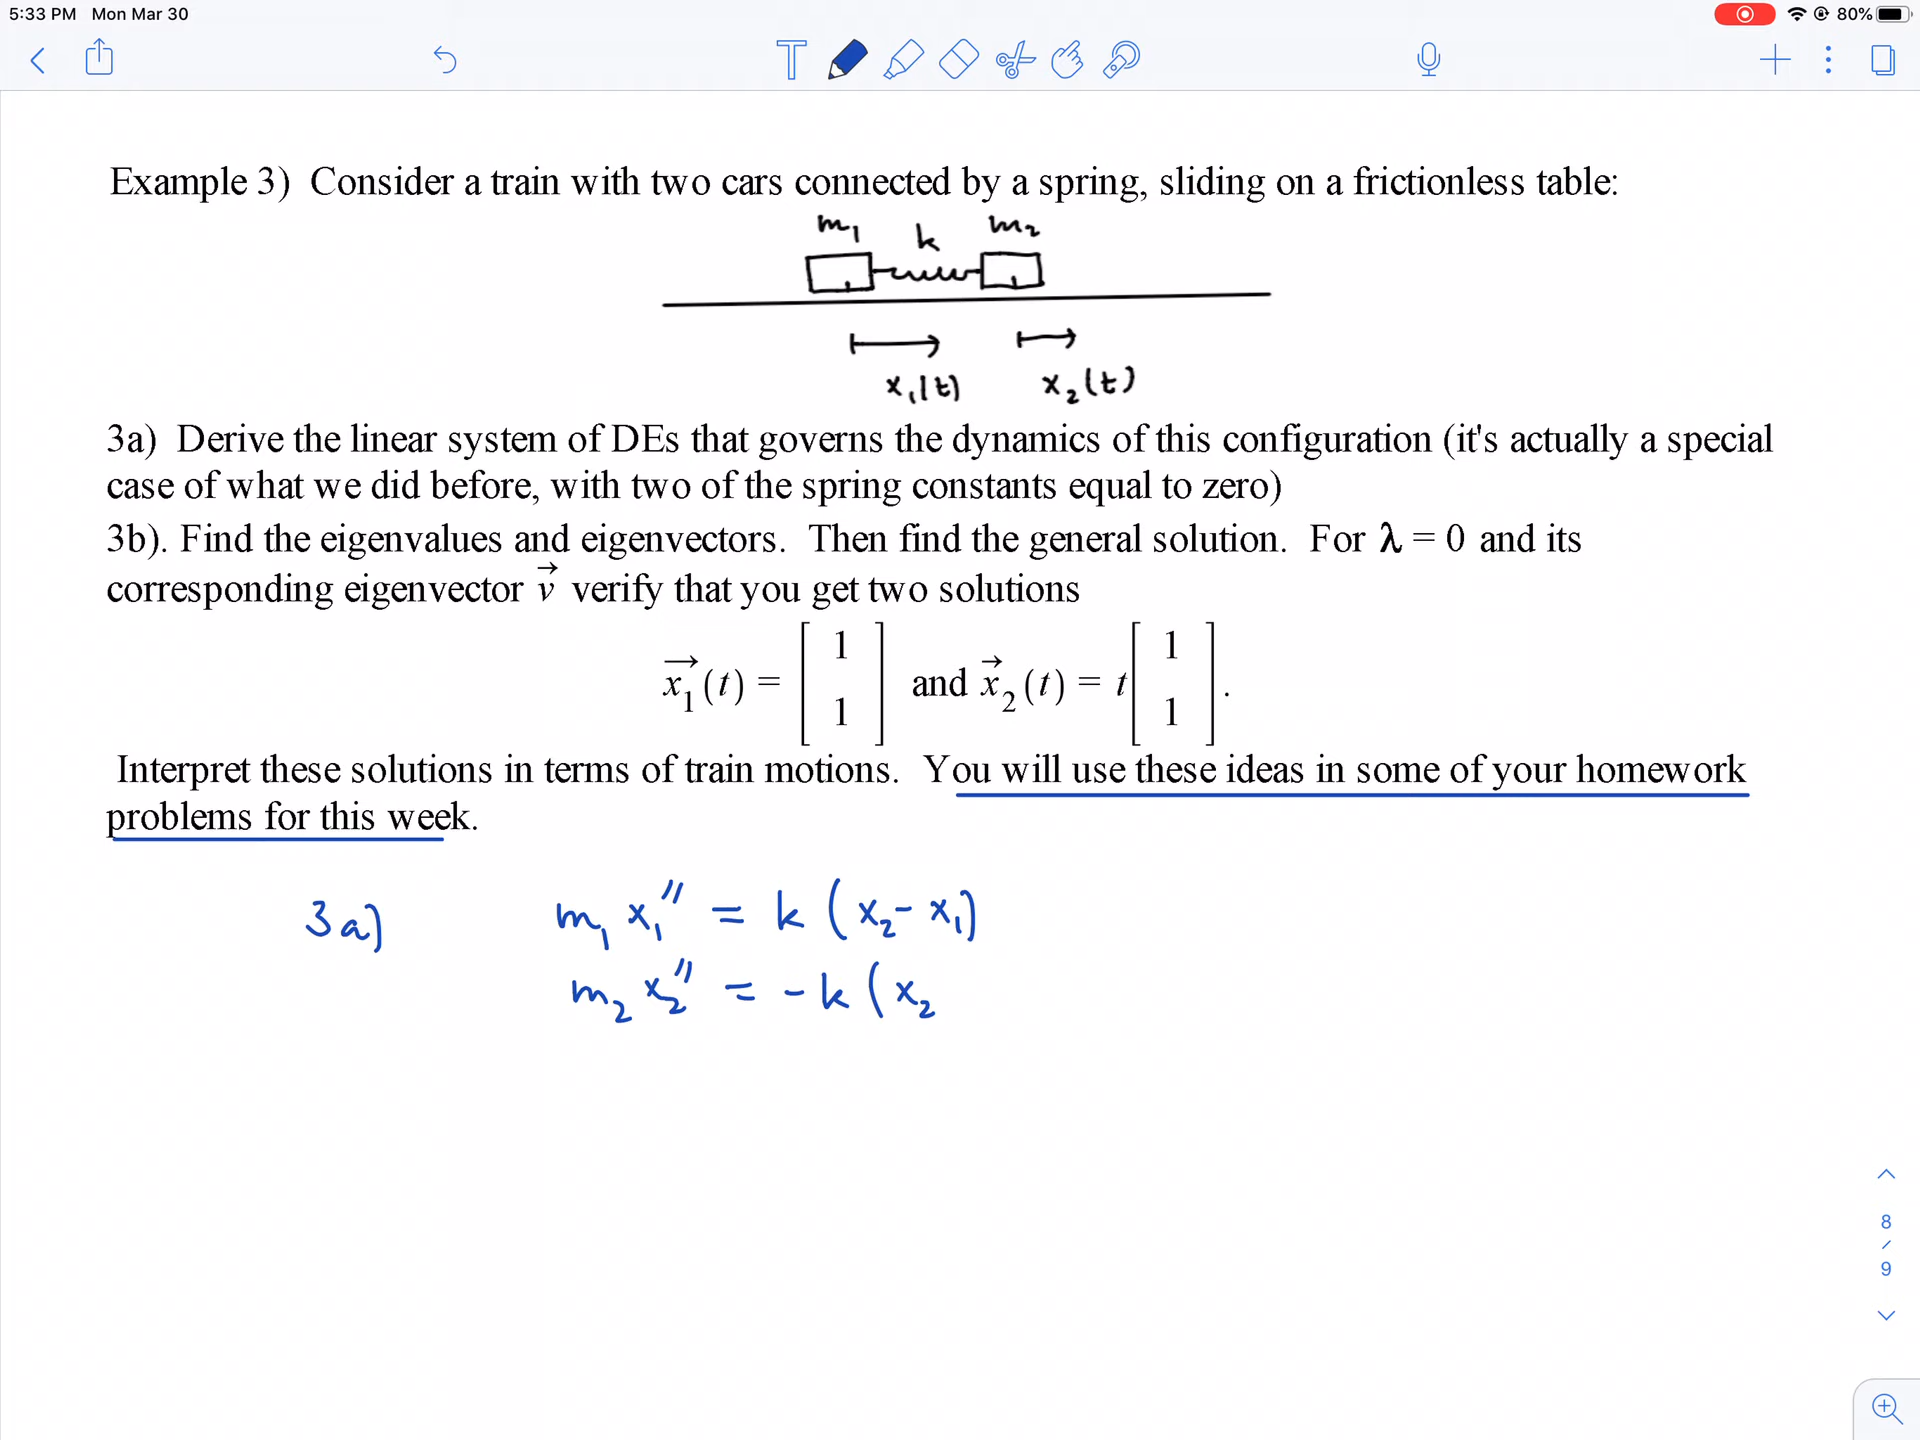 5:33 PM Mon Mar 30
80%
Example 3) Consider a train with two cars connected by a spring, sliding on a frictionless table:
m₁ k m₂
x₁(t) x₂(t)
3a) Derive the linear system of DEs that governs the dynamics of this configuration (it's actually a special
case of what we did before, with two of the spring constants equal to zero)
3b). Find the eigenvalues and eigenvectors. Then find the general solution. For λ = 0 and its
corresponding eigenvector v⃗ verify that you get two solutions
x₁⃗(t) = [ 1 1 ] and x⃗₂(t) = t [ 1 1 ].
Interpret these solutions in terms of train motions. You will use these ideas in some of your homework
problems for this week.
3a) m₁ x₁'' = k (x₂ - x₁)
m₂ x₂'' = -k (x₂
8
/
9